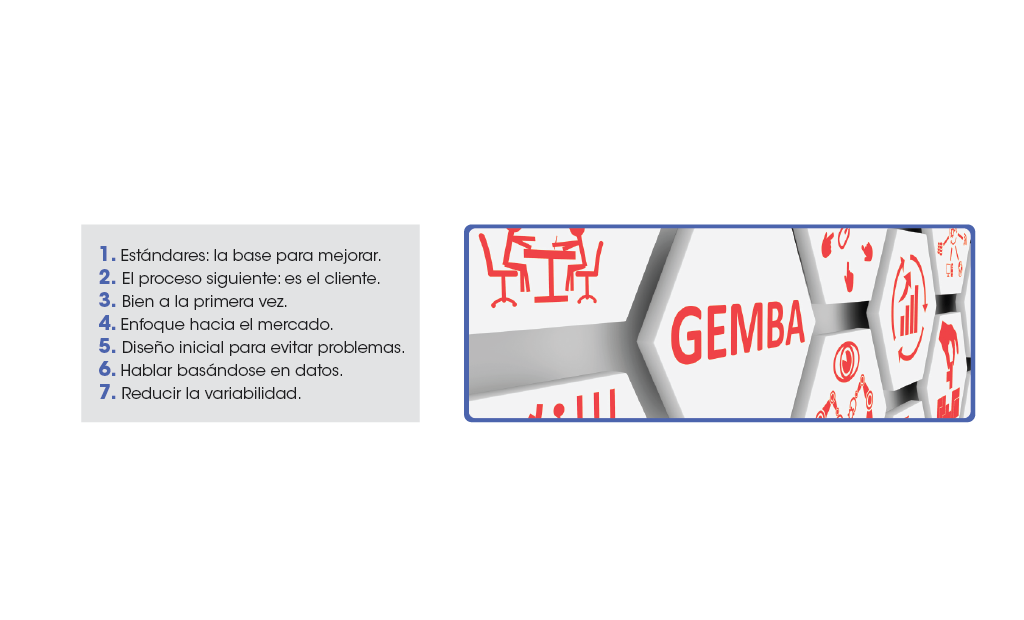 1. Estándares: la base para mejorar.
2. El proceso siguiente: es el cliente.
3. Bien a la primera vez.
4. Enfoque hacia el mercado.
5. Diseño inicial para evitar problemas.
6. Hablar basándose en datos.
7. Reducir la variabilidad.
GEMBA